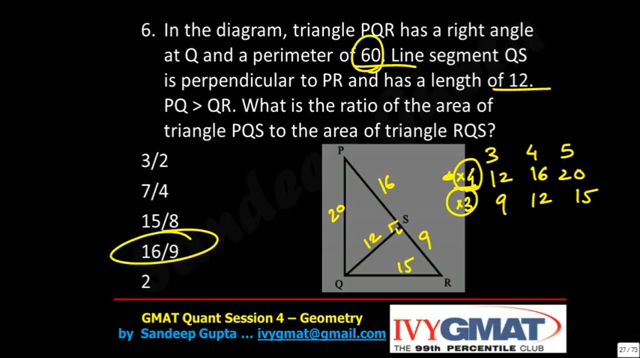 6. In the diagram, triangle PQR has a right angle
at Q and a perimeter of 60. Line segment QS
is perpendicular to PR and has a length of 12.
PQ > QR. What is the ratio of the area of
triangle PQS to the area of triangle RQS?
3/2
7/4
15/8
16/9
2
P
16
20
S
12
9
15
Q
R
3 4 5
×4 12 16 20
×3 9 12 15
GMAT Quant Session 4 – Geometry
by Sandeep Gupta ... ivygmat@gmail.com
IVYGMAT
THE 99th PERCENTILE CLUB
27 / 73